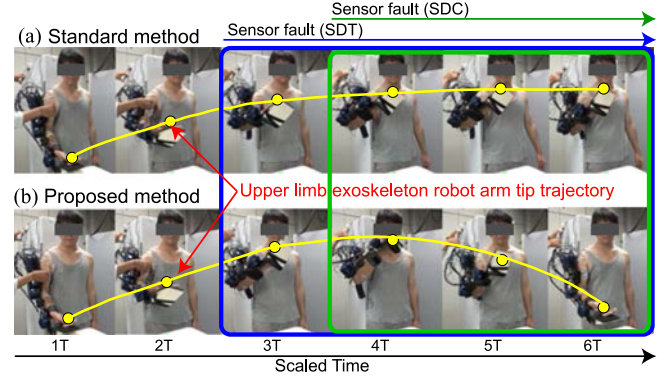 Sensor fault (SDC)
Sensor fault (SDT)
(a) Standard method
(b) Proposed method
Upper limb exoskeleton robot arm tip trajectory
1T 2T 3T 4T 5T 6T
Scaled Time